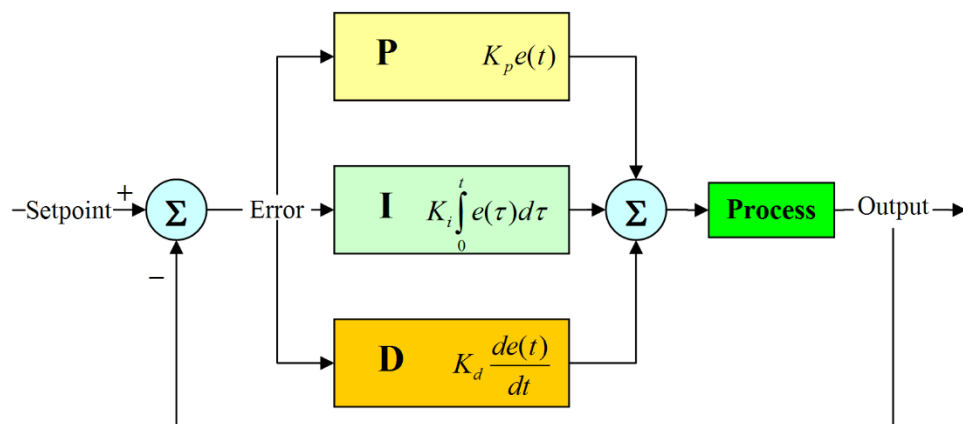 P K_p e(t)
Setpoint + Σ Error I K_i ∫_0^t e(τ)dτ Σ Process Output
−
D K_d de(t)/dt